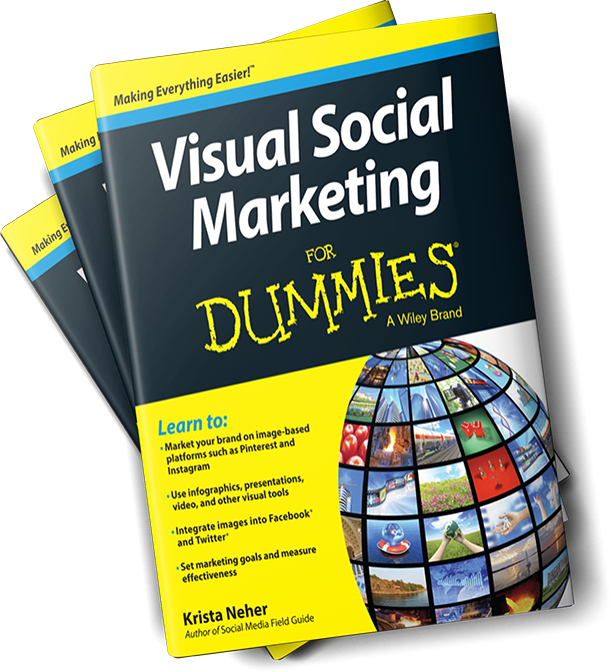 Making Everything Easier!™
Visual Social
Marketing
FOR
DUMMIES®
A Wiley Brand
Learn to:
• Market your brand on image-based
platforms such as Pinterest and
Instagram
• Use infographics, presentations,
video, and other visual tools
• Integrate images into Facebook®
and Twitter®
• Set marketing goals and measure
effectiveness
Krista Neher
Author of Social Media Field Guide
Making
Making E